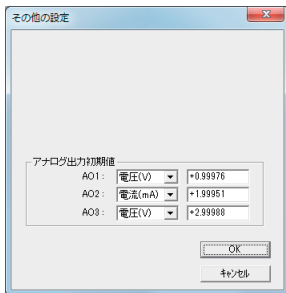 その他の設定
アナログ出力初期値
AO1： 電圧(V) +0.99976
AO2： 電流(mA) +1.99951
AO3： 電圧(V) +2.99988
OK
キャンセル